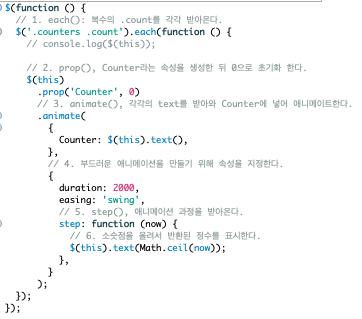 $(function () {
// 1. each(): 복수의 .count를 각각 받아온다.
$('.counters .count').each(function () {
// console.log($(this));
// 2. prop(), Counter라는 속성을 생성한 뒤 0으로 초기화 한다.
$(this)
.prop('Counter', 0)
// 3. animate(), 각각의 text를 받아와 Counter에 넣어 애니메이트한다.
.animate(
{
Counter: $(this).text(),
},
// 4. 부드러운 애니메이션을 만들기 위해 속성을 지정한다.
{
duration: 2000,
easing: 'swing',
// 5. step(), 애니메이션 과정을 받아온다.
step: function (now) {
// 6. 소숫점을 올려서 반환된 정수를 표시한다.
$(this).text(Math.ceil(now));
},
}
);
});
});